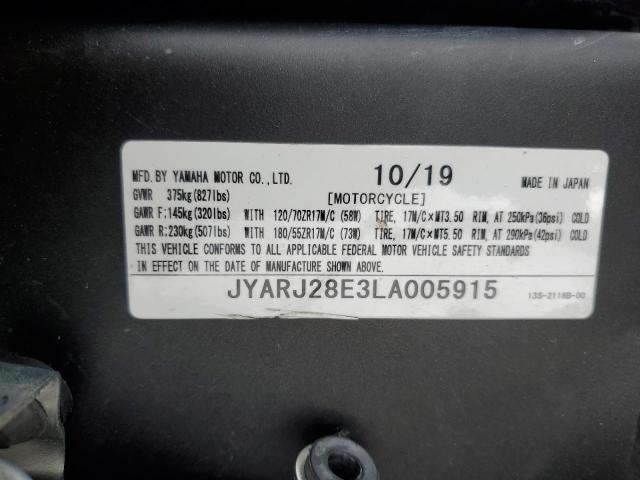 MFD. BY YAMAHA MOTOR CO., LTD. 10/19 MADE IN JAPAN
GVWR 375kg(827lbs) [MOTORCYCLE]
GAWR F:145kg(320lbs) WITH 120/70ZR17M/C (58W) TIRE, 17M/C×MT3.50 RIM, AT 250kPa(36psi) COLD
GAWR R:230kg(507lbs) WITH 180/55ZR17M/C (73W) TIRE, 17M/C×MT5.50 RIM, AT 290kPa(42psi) COLD
THIS VEHICLE CONFORMS TO ALL APPLICABLE FEDERAL MOTOR VEHICLE SAFETY STANDARDS
IN EFFECT ON THE DATE OF MANUFACTURE SHOWN ABOVE.
JYARJ28E3LA005915 13S-2118B-00